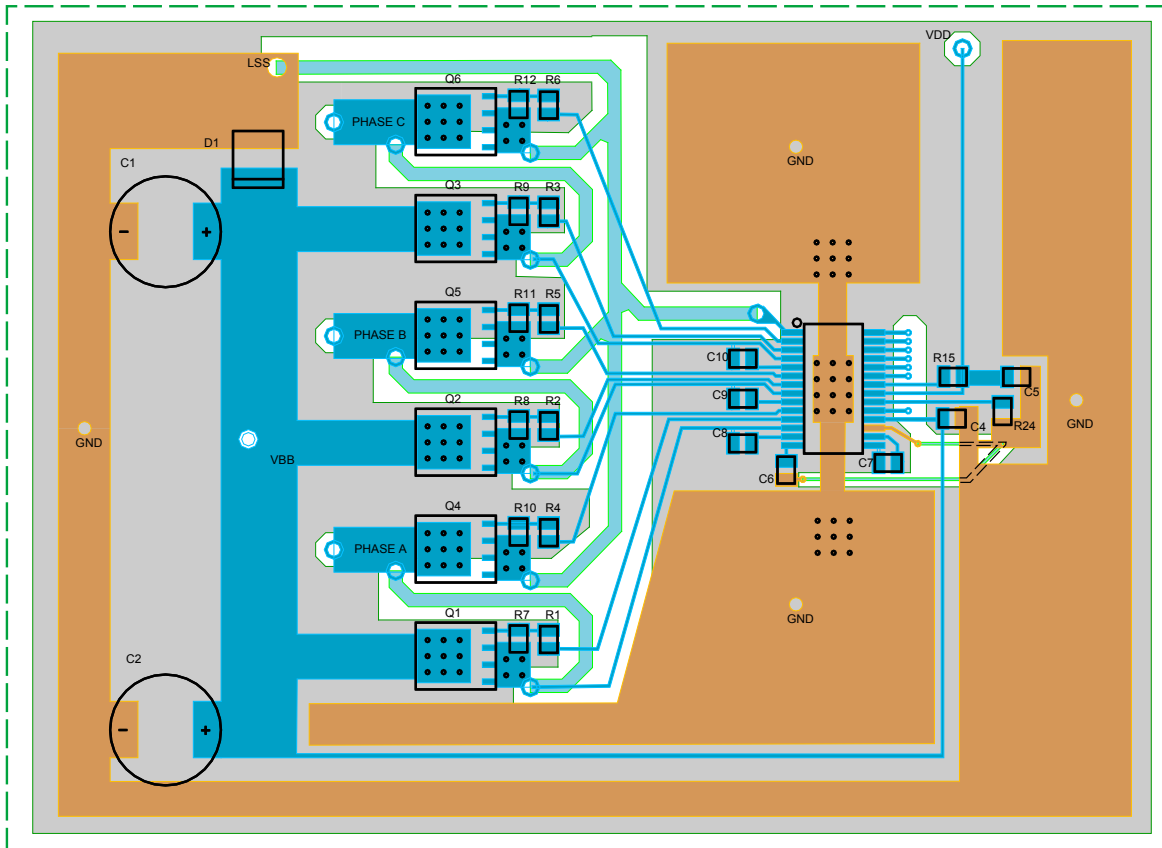 VDD
LSS
Q6
R12
R6
PHASE C
D1
GND
C1
Q3
R9
R3
-
+
Q5
R11
R5
PHASE B
C10
R15
C5
C9
Q2
R8
R2
GND
C4
R24
GND
C8
VBB
C7
C6
Q4
R10
R4
PHASE A
Q1
R7
R1
GND
C2
-
+